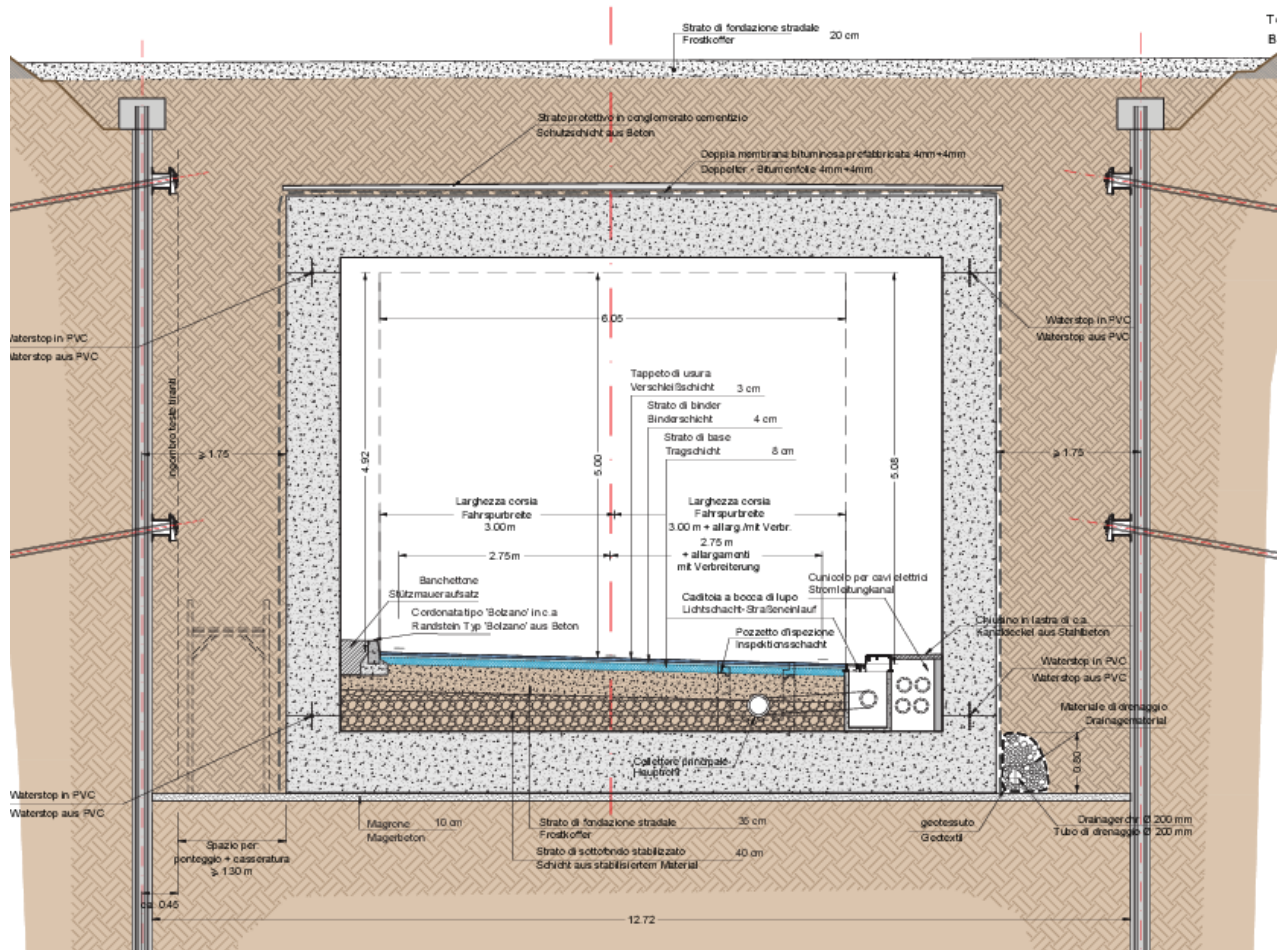 Strato di fondazione stradale 20 cm
Frostkoffer
Strato protettivo in conglomerato cementizio
Schutzschicht aus Beton
Doppia membrana bituminosa prefabbricata 4mm+4mm
Doppelter - Bitumenfolie 4mm+4mm
Waterstop in PVC
Waterstop aus PVC
Waterstop in PVC
Waterstop aus PVC
6.05
Ingombro teste tiranti
⩾ 1.75
4.92
5.00
5.08
⩾ 1.75
Tappeto di usura
Verschleißschicht 3 cm
Strato di binder
Binderschicht 4 cm
Strato di base
Tragschicht 8 cm
Larghezza corsia
Fahrspurbreite
3.00 m
Larghezza corsia
Fahrspurbreite
3.00 m + allarg./mit Verbr.
2.75 m
2.75 m
+ allargamenti
mit Verbreiterung
Banchettone
Stützmaueraufsatz
Cordonata tipo 'Bolzano' in c.a
Randstein Typ 'Bolzano' aus Beton
Cunicolo per cavi elettrici
Stromleitungkanal
Caditoia a bocca di lupo
Lichtschacht-Straßeneinlauf
Pozzetto d'ispezione
Inspektionsschacht
Chiusino in lastra di c.a.
Kanaldeckel aus Stahlbeton
Waterstop in PVC
Waterstop aus PVC
Materiale di drenaggio
Drainagematerial
0.80
Collettore principale
Hauptrohr
Waterstop in PVC
Waterstop aus PVC
Magrone 10 cm
Magerbeton
Strato di fondazione stradale 35 cm
Frostkoffer
Strato di sottofondo stabilizzato 40 cm
Schicht aus stabilisiertem Material
geotessuto
Geotextil
Drainagerohr Ø 200 mm
Tubo di drenaggio Ø 200 mm
Spazio per
ponteggio + casseratura
⩾ 1.30 m
ca. 0.45
12.72